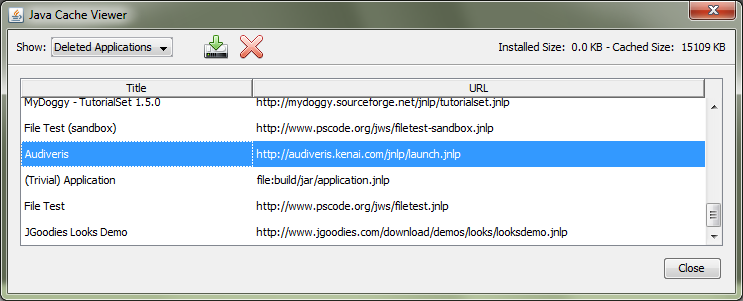 Java Cache Viewer
Show: Deleted Applications Installed Size: 0.0 KB - Cached Size: 15109 KB
Title URL
MyDoggy - TutorialSet 1.5.0 http://mydoggy.sourceforge.net/jnlp/tutorialset.jnlp
File Test (sandbox) http://www.pscode.org/jws/filetest-sandbox.jnlp
Audiveris http://audiveris.kenai.com/jnlp/launch.jnlp
(Trivial) Application file:build/jar/application.jnlp
File Test http://www.pscode.org/jws/filetest.jnlp
JGoodies Looks Demo http://www.jgoodies.com/download/demos/looks/looksdemo.jnlp
Close